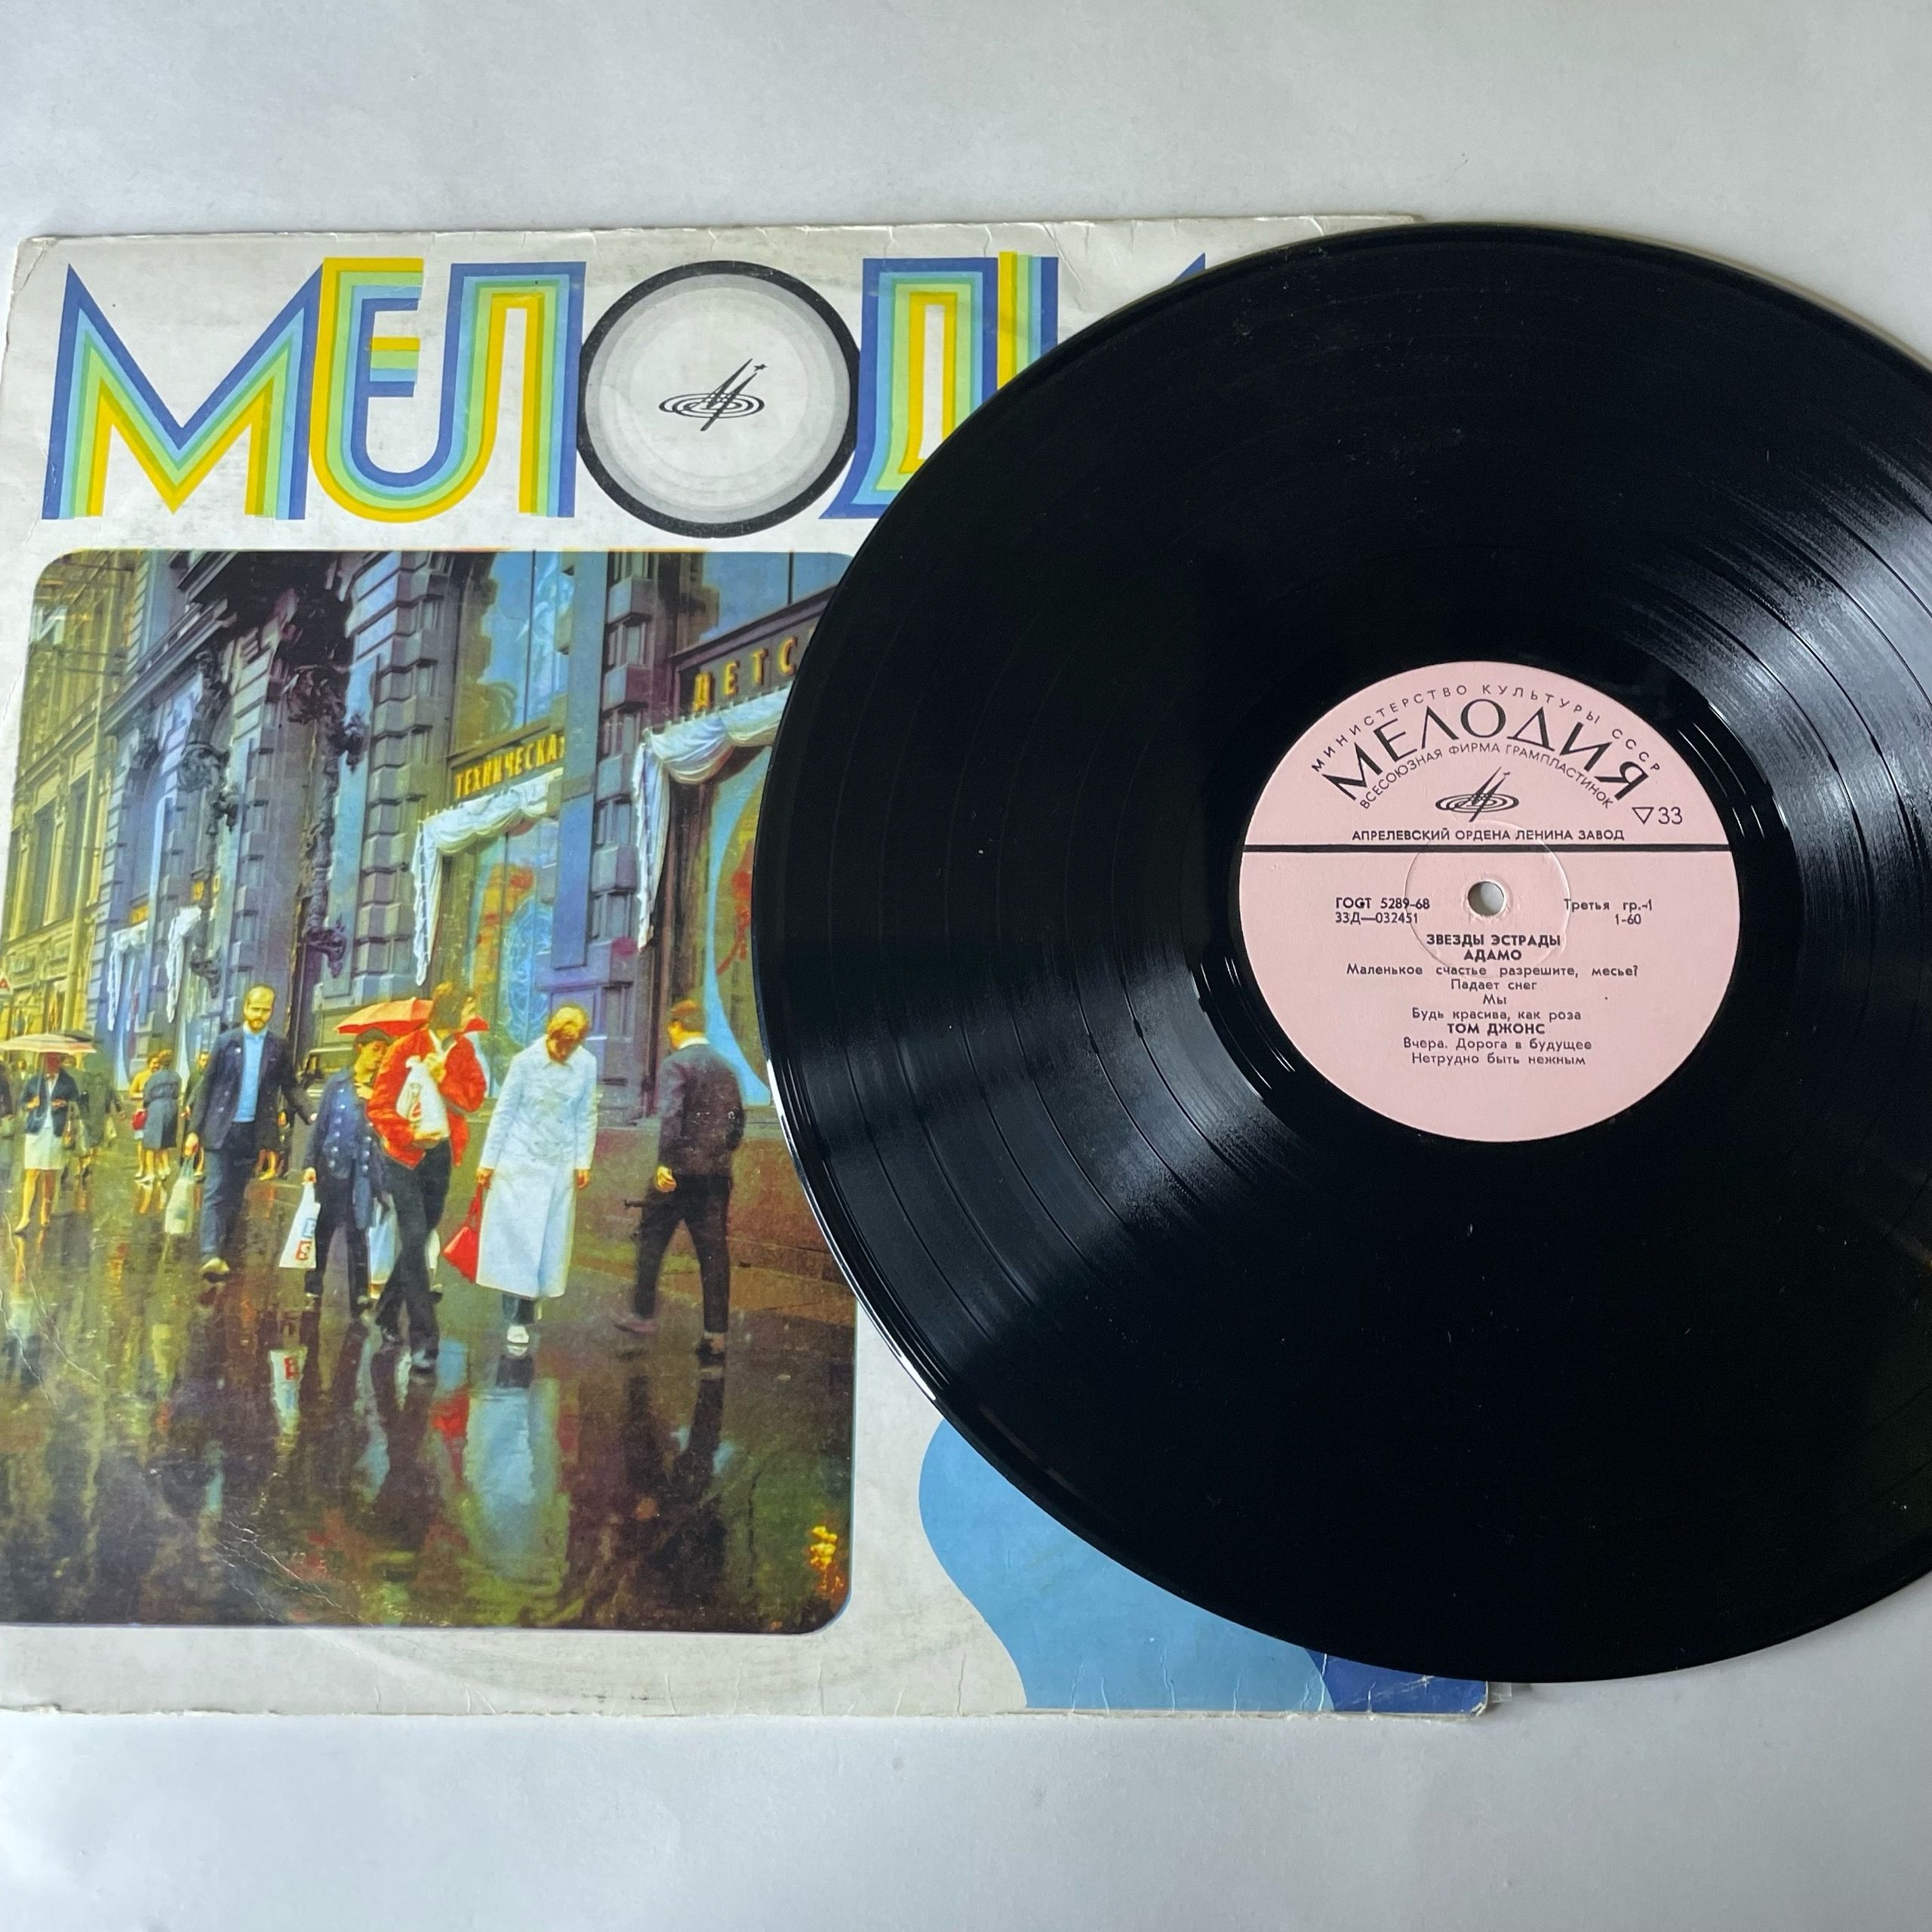 МЕЛОДИ
ДЕТС
ТЕХНИЧЕСКАЯ
МИНИСТЕРСТВО КУЛЬТУРЫ СССР
МЕЛОДИЯ
ВСЕСОЮЗНАЯ ФИРМА ГРАМПЛАСТИНОК
▽33
АПРЕЛЕВСКИЙ ОРДЕНА ЛЕНИНА ЗАВОД
ГОСТ 5289-68 Третья гр.-1
33Д—032451 1-60
ЗВЕЗДЫ ЭСТРАДЫ
АДАМО
Маленькое счастье разрешите, месье?
Падает снег
Мы
Будь красива, как роза
ТОМ ДЖОНС
Вчера. Дорога в будущее
Нетрудно быть нежным